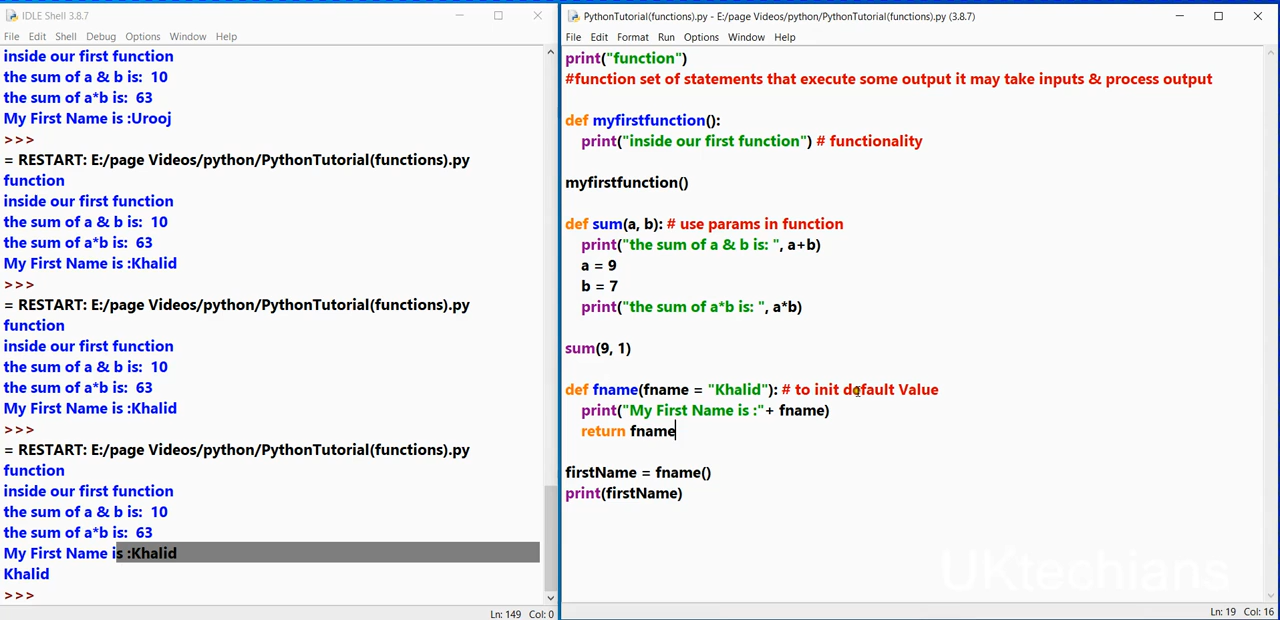 IDLE Shell 3.8.7
File Edit Shell Debug Options Window Help
inside our first function
the sum of a & b is:  10
the sum of a*b is:  63
My First Name is :Urooj
>>>
= RESTART: E:/page Videos/python/PythonTutorial(functions).py
function
inside our first function
the sum of a & b is:  10
the sum of a*b is:  63
My First Name is :Khalid
>>>
= RESTART: E:/page Videos/python/PythonTutorial(functions).py
function
inside our first function
the sum of a & b is:  10
the sum of a*b is:  63
My First Name is :Khalid
>>>
= RESTART: E:/page Videos/python/PythonTutorial(functions).py
function
inside our first function
the sum of a & b is:  10
the sum of a*b is:  63
My First Name is :Khalid
Khalid
>>>
Ln: 149 Col: 0
PythonTutorial(functions).py - E:/page Videos/python/PythonTutorial(functions).py (3.8.7)
File Edit Format Run Options Window Help
print("function")
#function set of statements that execute some output it may take inputs & process output
def myfirstfunction():
    print("inside our first function") # functionality
myfirstfunction()
def sum(a, b): # use params in function
    print("the sum of a & b is: ", a+b)
    a = 9
    b = 7
    print("the sum of a*b is: ", a*b)
sum(9, 1)
def fname(fname = "Khalid"): # to init default Value
    print("My First Name is :"+ fname)
    return fname
firstName = fname()
print(firstName)
UKtechians
Ln: 19 Col: 16